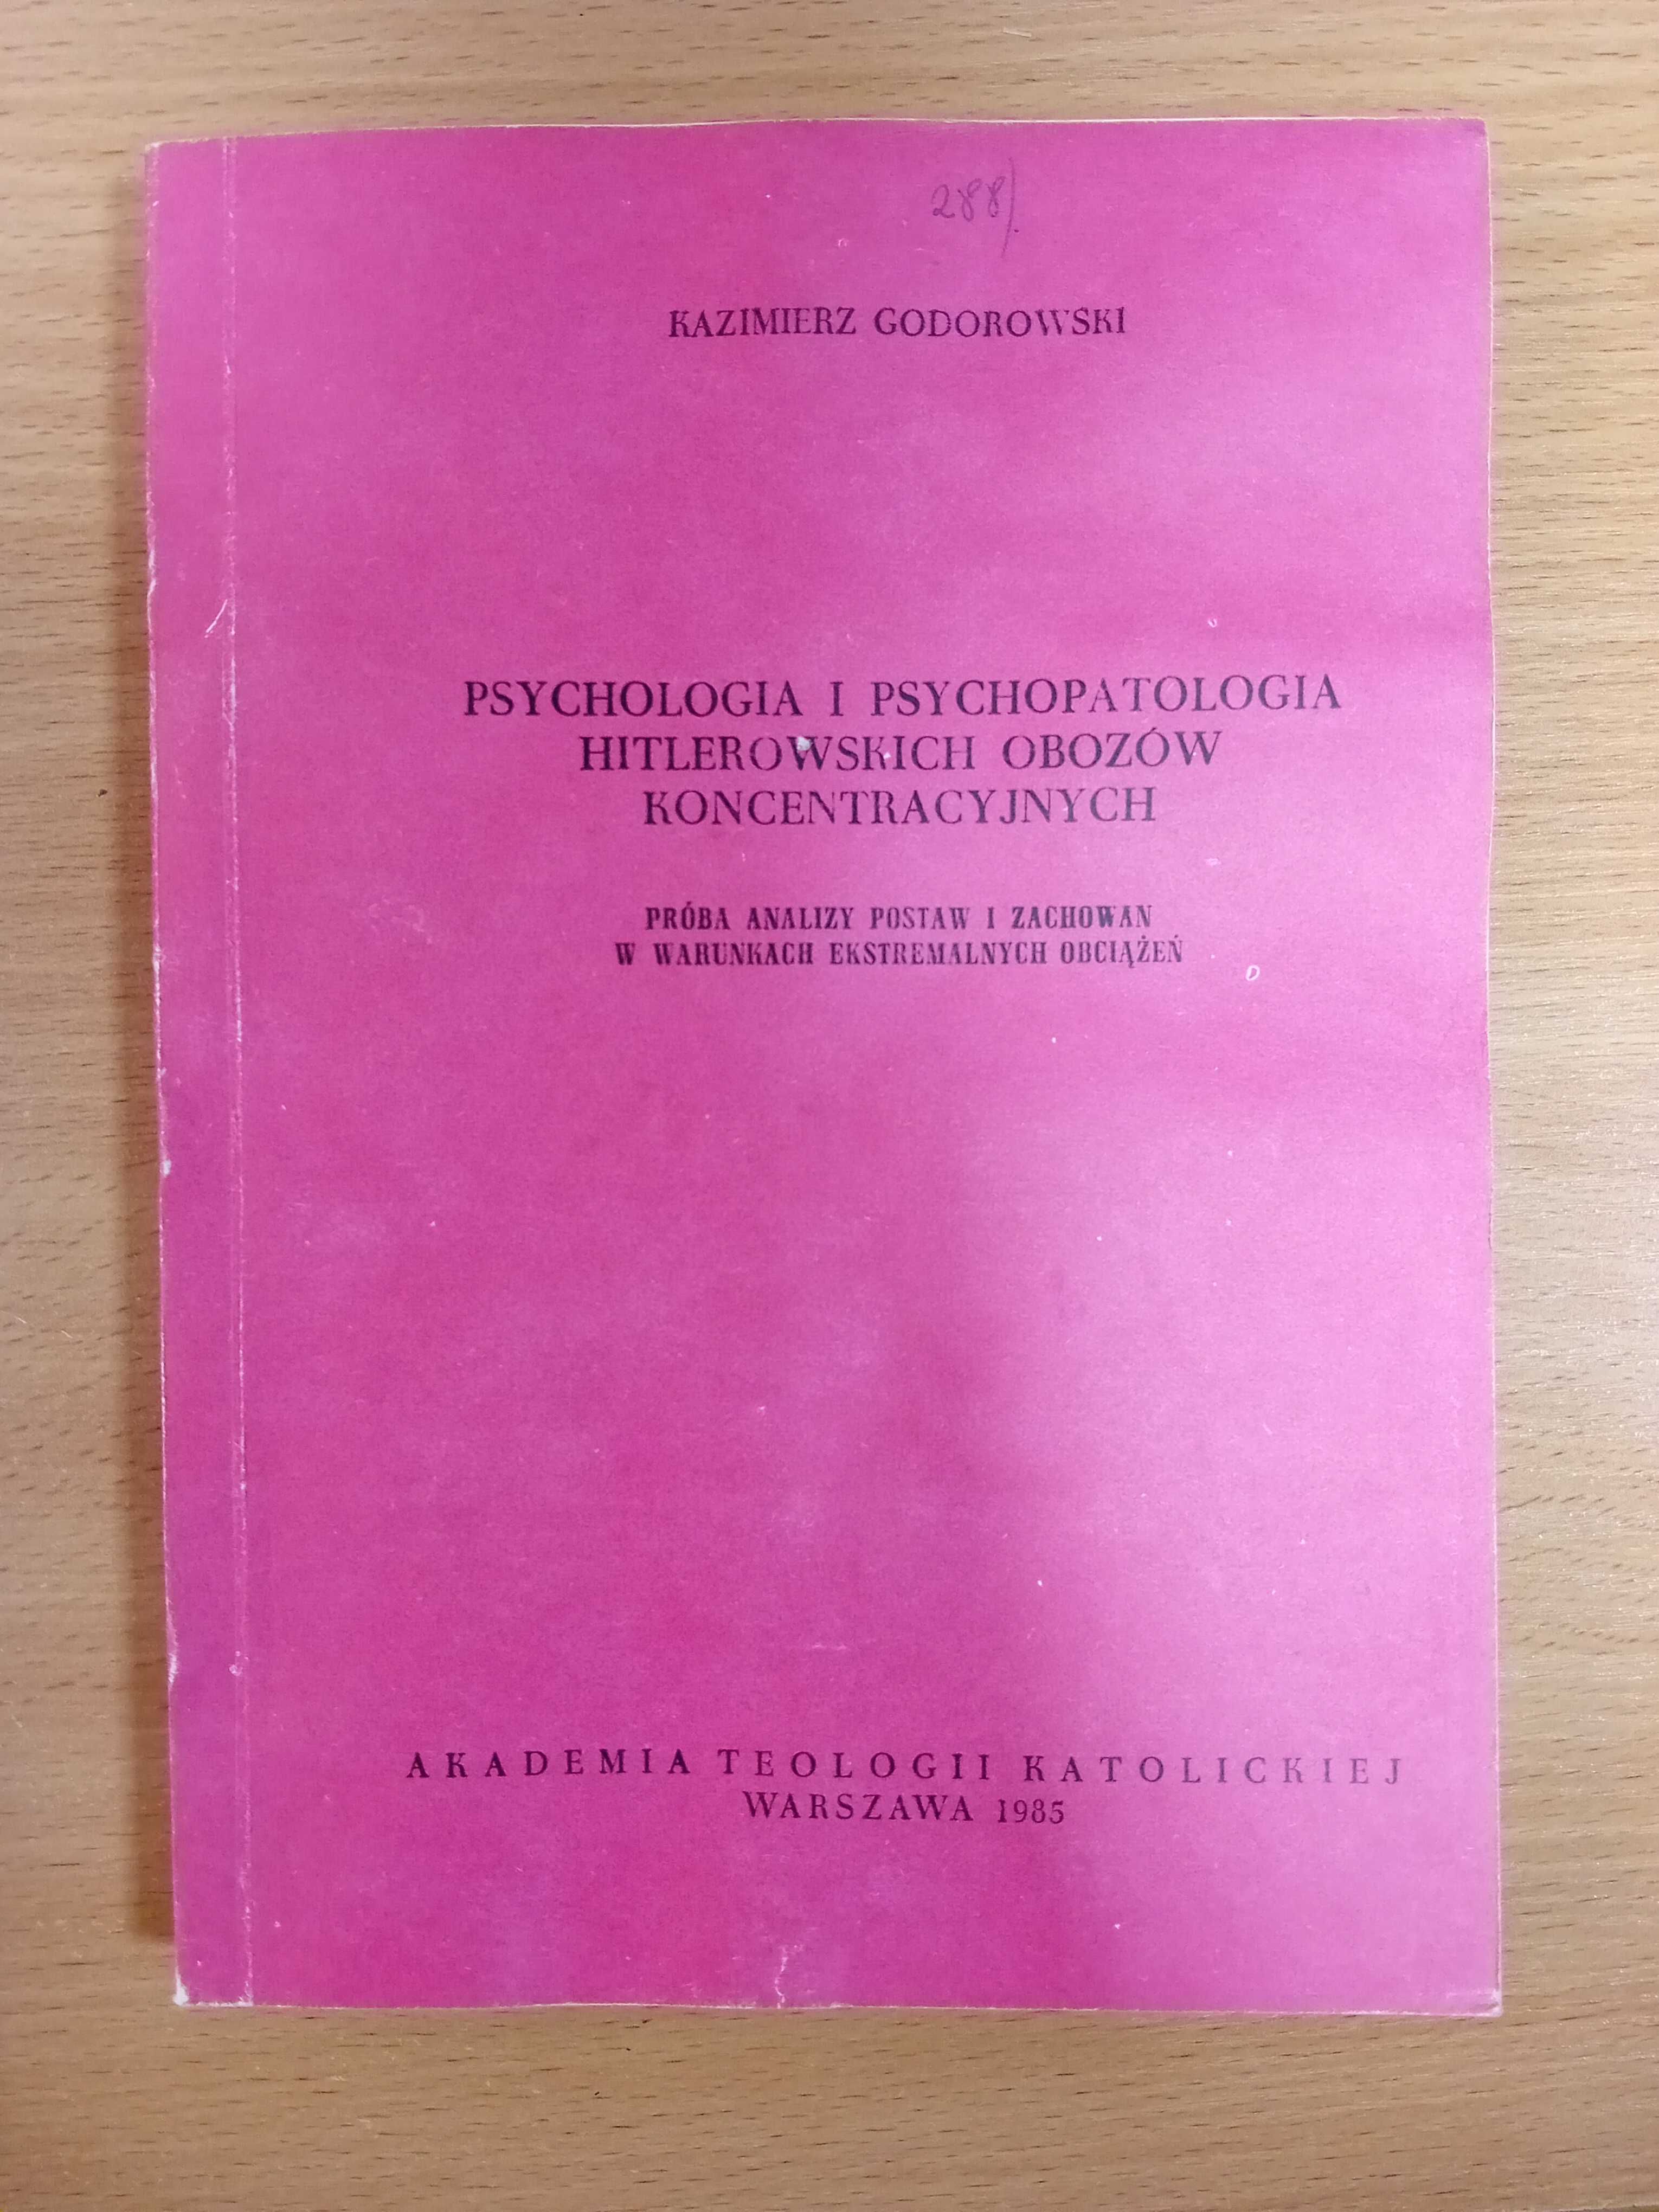 288/.
KAZIMIERZ GODOROWSKI
PSYCHOLOGIA I PSYCHOPATOLOGIA
HITLEROWSKICH OBOZÓW
KONCENTRACYJNYCH
PRÓBA ANALIZY POSTAW I ZACHOWAN
W WARUNKACH EKSTREMALNYCH OBCIĄŻEŃ
AKADEMIA TEOLOGII KATOLICKIEJ
WARSZAWA 1985